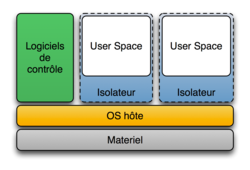 Logiciels
de
contrôle
User Space
Isolateur
User Space
Isolateur
OS hôte
Materiel